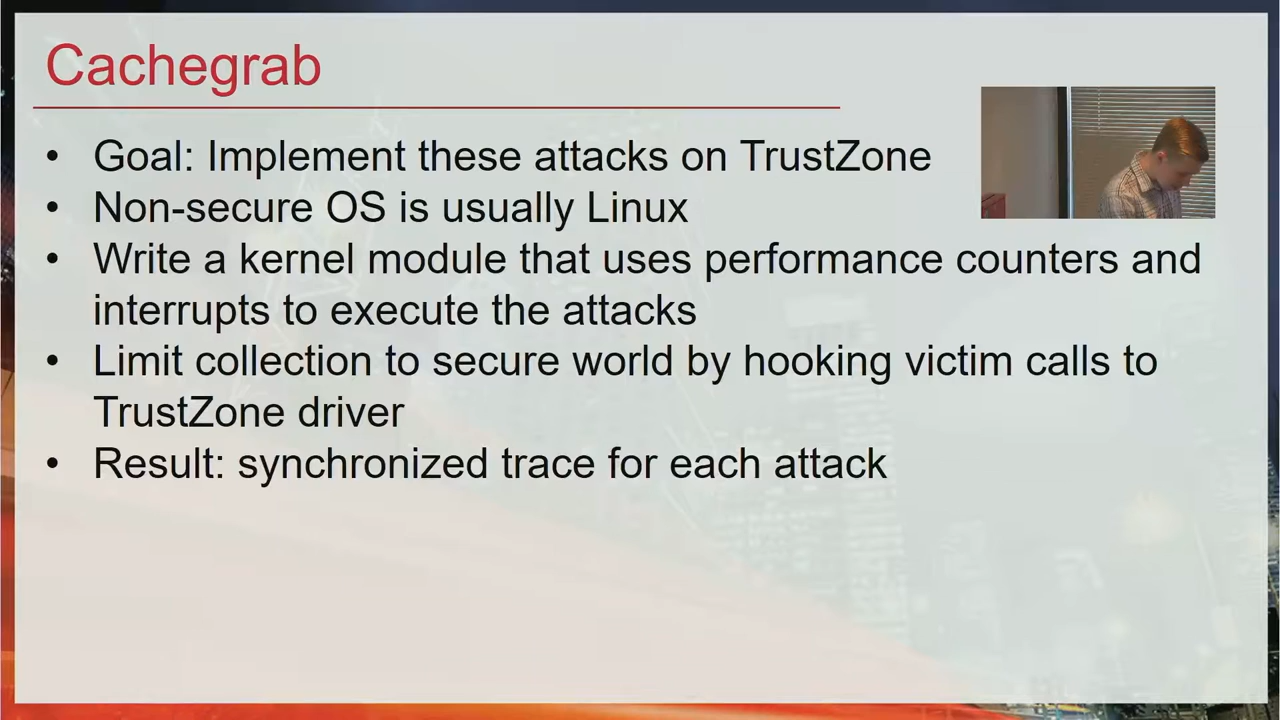 Cachegrab
• Goal: Implement these attacks on TrustZone
• Non-secure OS is usually Linux
• Write a kernel module that uses performance counters and
interrupts to execute the attacks
• Limit collection to secure world by hooking victim calls to
TrustZone driver
• Result: synchronized trace for each attack